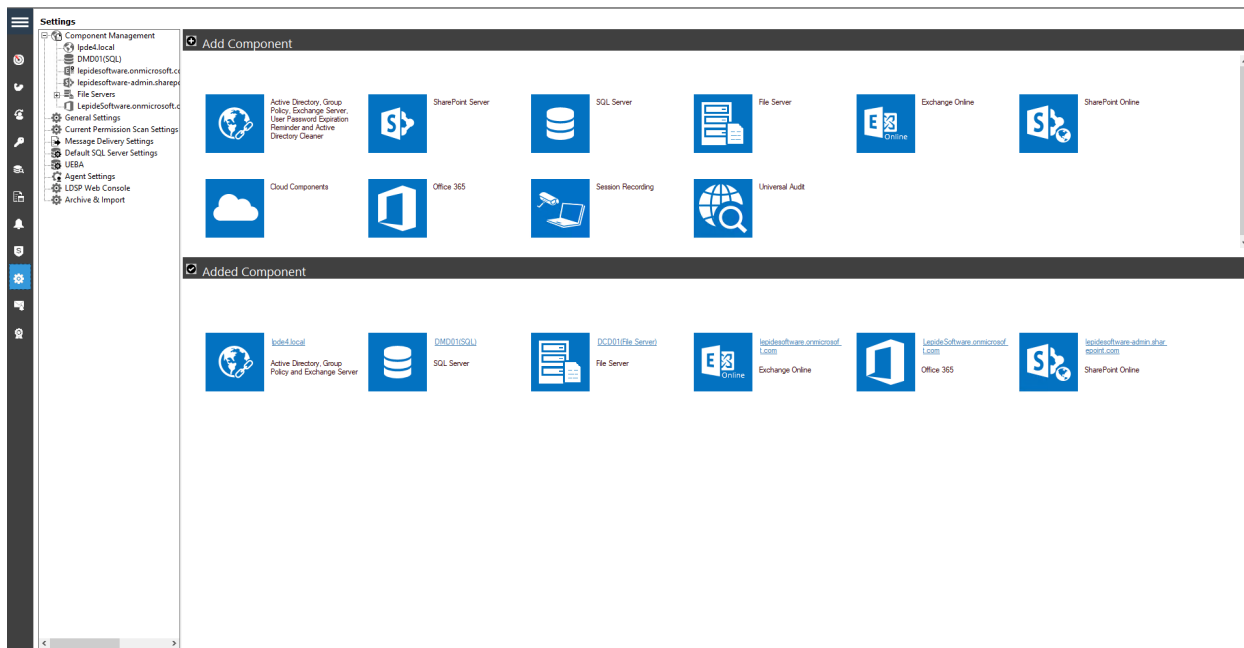 Settings
Component Management
lpde4.local
DMD01(SQL)
lepidesoftware.onmicrosoft.co
lepidesoftware-admin.sharepo
File Servers
LepideSoftware.onmicrosoft.c
General Settings
Current Permission Scan Settings
Message Delivery Settings
Default SQL Server Settings
UEBA
Agent Settings
LDSP Web Console
Archive & Import
Add Component
Active Directory, Group
Policy, Exchange Server,
User Password Expiration
Reminder and Active
Directory Cleaner
SharePoint Server
SQL Server
File Server
Exchange Online
SharePoint Online
S
E
Online
S
Cloud Components
Office 365
Session Recording
Universal Audit
Added Component
lpde4.local
Active Directory, Group
Policy and Exchange Server
DMD01(SQL)
SQL Server
DCD01(File Server)
File Server
E
Online
lepidesoftware.onmicrosof
t.com
Exchange Online
LepideSoftware.onmicrosof
t.com
Office 365
S
lepidesoftware-admin.shar
epoint.com
SharePoint Online